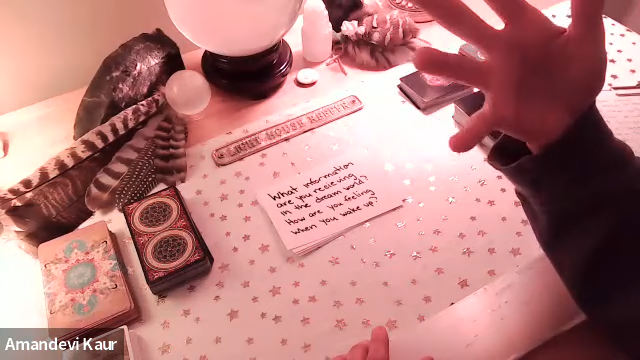 LIGHT HOUSE KEEPER
What information
are you recieving
in the dream world?
How are you feeling
when you wake up?
Amandevi Kaur